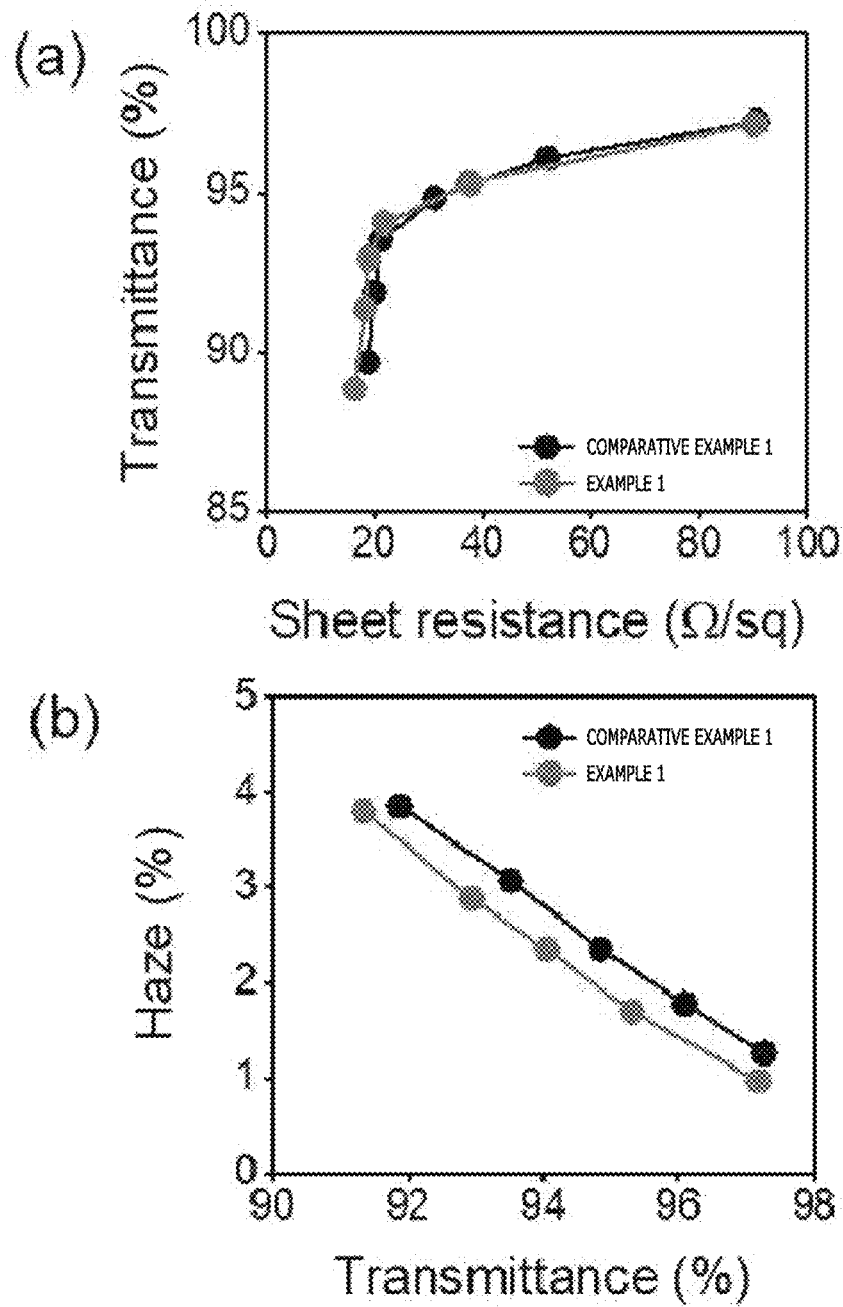 (a)
Transmittance (%)
100
95
90
85
COMPARATIVE EXAMPLE 1
EXAMPLE 1
0 20 40 60 80 100
Sheet resistance (Ω/sq)
(b)
Haze (%)
5
4
3
2
1
0
COMPARATIVE EXAMPLE 1
EXAMPLE 1
90 92 94 96 98
Transmittance (%)